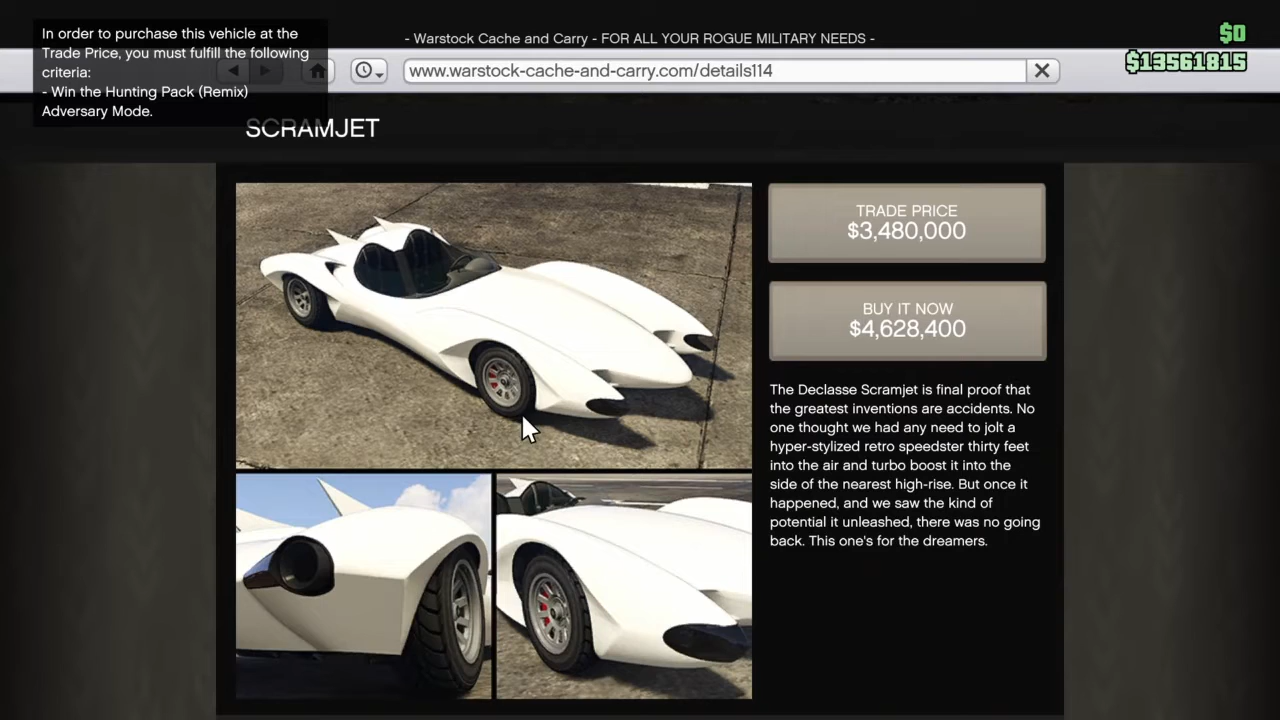 In order to purchase this vehicle at the
Trade Price, you must fulfill the following
criteria:
- Win the Hunting Pack (Remix)
Adversary Mode.
- Warstock Cache and Carry - FOR ALL YOUR ROGUE MILITARY NEEDS -
$0
$13561815
www.warstock-cache-and-carry.com/details114
SCRAMJET
TRADE PRICE
$3,480,000
BUY IT NOW
$4,628,400
The Declasse Scramjet is final proof that
the greatest inventions are accidents. No
one thought we had any need to jolt a
hyper-stylized retro speedster thirty feet
into the air and turbo boost it into the
side of the nearest high-rise. But once it
happened, and we saw the kind of
potential it unleashed, there was no going
back. This one's for the dreamers.